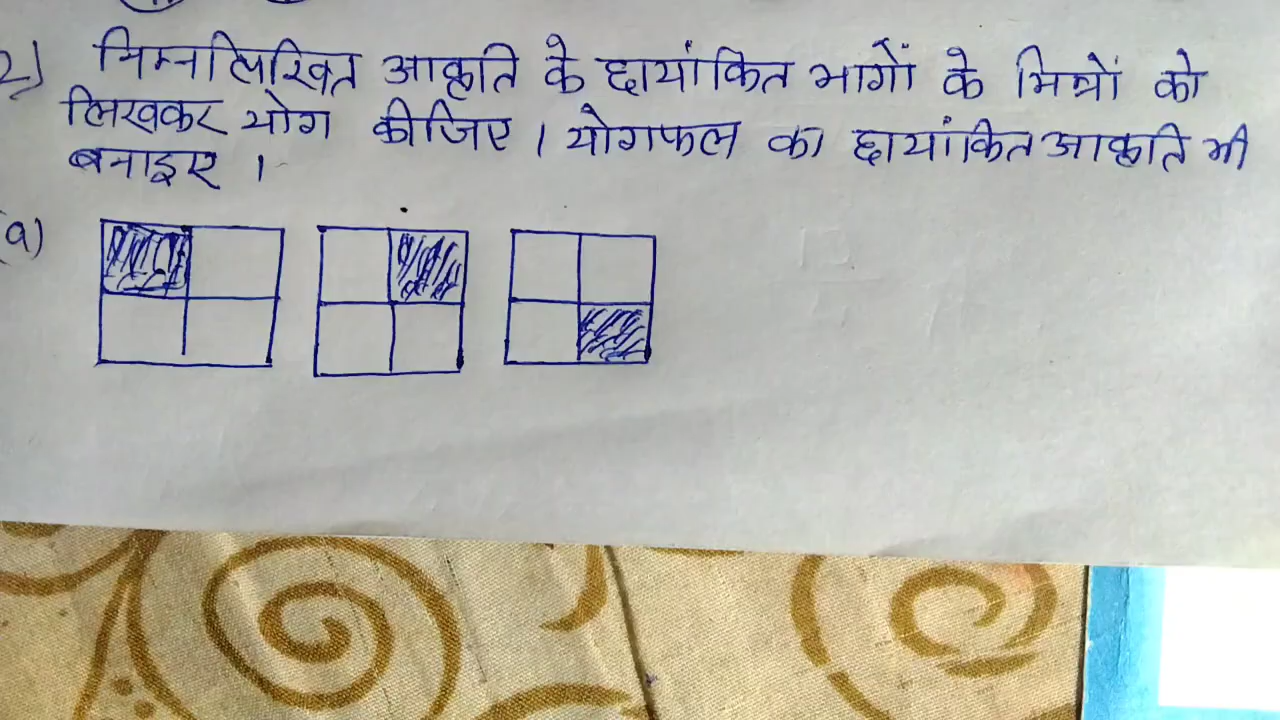 2) निम्नलिखित आकृति के छायांकित भागों के भिन्नों को
लिखकर योग कीजिए । योगफल का छायांकित आकृति भी
बनाइए ।
(a)